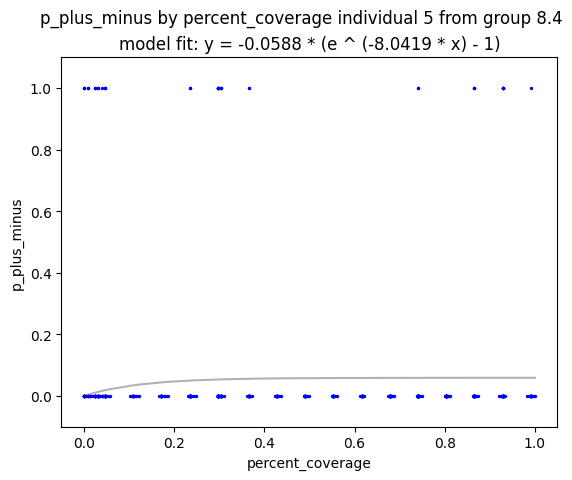 p_plus_minus by percent_coverage individual 5 from group 8.4
model fit: y = -0.0588 * (e ^ (-8.0419 * x) - 1)
1.0
0.8
0.6
0.4
0.2
0.0
p_plus_minus
0.0 0.2 0.4 0.6 0.8 1.0
percent_coverage